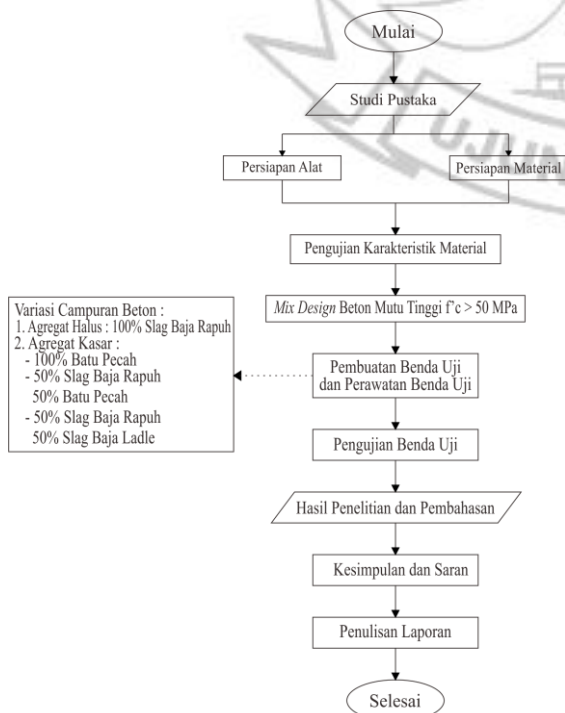 Mulai
Studi Pustaka
Persiapan Alat
Persiapan Material
Pengujian Karakteristik Material
Mix Design Beton Mutu Tinggi f'c > 50 MPa
Variasi Campuran Beton :
1. Agregat Halus : 100% Slag Baja Rapuh
2. Agregat Kasar :
- 100% Batu Pecah
- 50% Slag Baja Rapuh
50% Batu Pecah
- 50% Slag Baja Rapuh
50% Slag Baja Ladle
Pembuatan Benda Uji
dan Perawatan Benda Uji
Pengujian Benda Uji
Hasil Penelitian dan Pembahasan
Kesimpulan dan Saran
Penulisan Laporan
Selesai